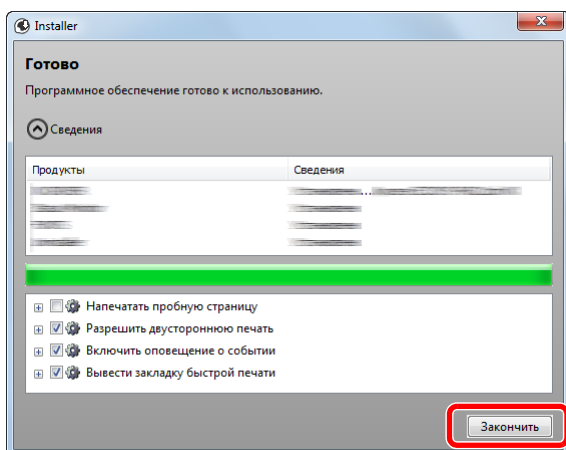 Installer
Готово
Программное обеспечение готово к использованию.
Сведения
Продукты Сведения
Напечатать пробную страницу
Разрешить двустороннюю печать
Включить оповещение о событии
Вывести закладку быстрой печати
Закончить